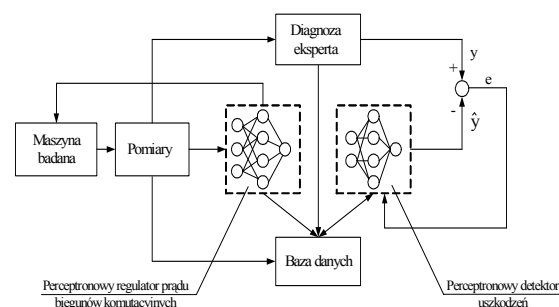 Diagnoza
eksperta
y
+
e
-
ŷ
Maszyna
badana
Pomiary
Baza danych
Perceptronowy regulator prądu
biegunów komutacyjnych
Perceptronowy detektor
uszkodzeń